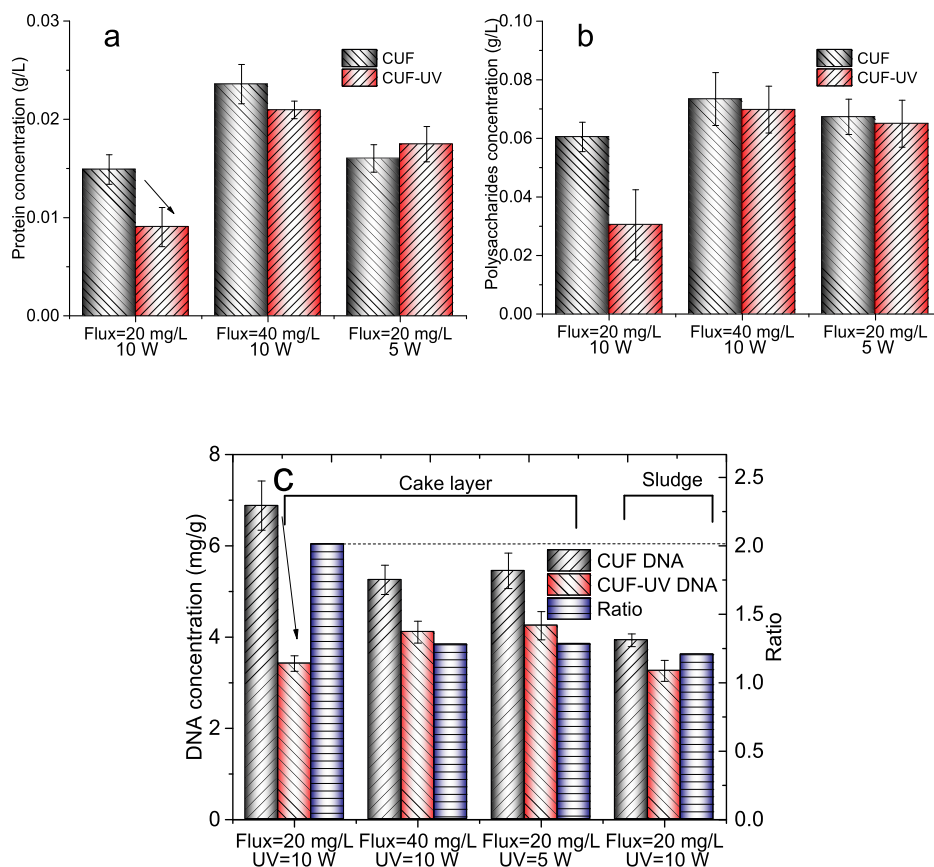 a
Protein concentration (g/L)
0.03
0.02
0.01
0.00
CUF
CUF-UV
Flux=20 mg/L
10 W
Flux=40 mg/L
10 W
Flux=20 mg/L
5 W
b
Polysaccharides concentration (g/L)
0.10
0.08
0.06
0.04
0.02
0.00
CUF
CUF-UV
Flux=20 mg/L
10 W
Flux=40 mg/L
10 W
Flux=20 mg/L
5 W
c
DNA concentration (mg/g)
8
6
4
2
0
Cake layer
Sludge
CUF DNA
CUF-UV DNA
Ratio
2.5
2.0
1.5
1.0
0.5
0.0
Ratio
Flux=20 mg/L
UV=10 W
Flux=40 mg/L
UV=10 W
Flux=20 mg/L
UV=5 W
Flux=20 mg/L
UV=10 W